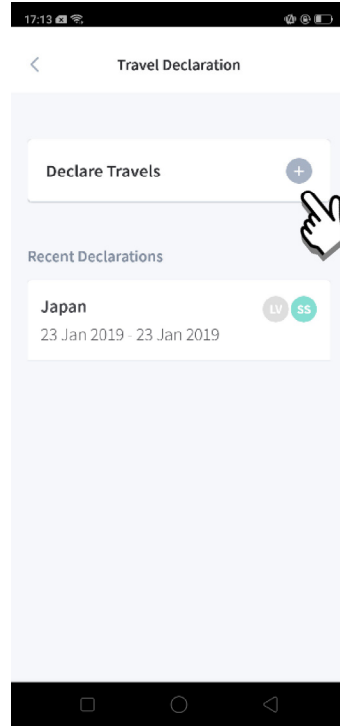 17:13
Travel Declaration
Declare Travels
Recent Declarations
Japan
LV SS
23 Jan 2019 - 23 Jan 2019